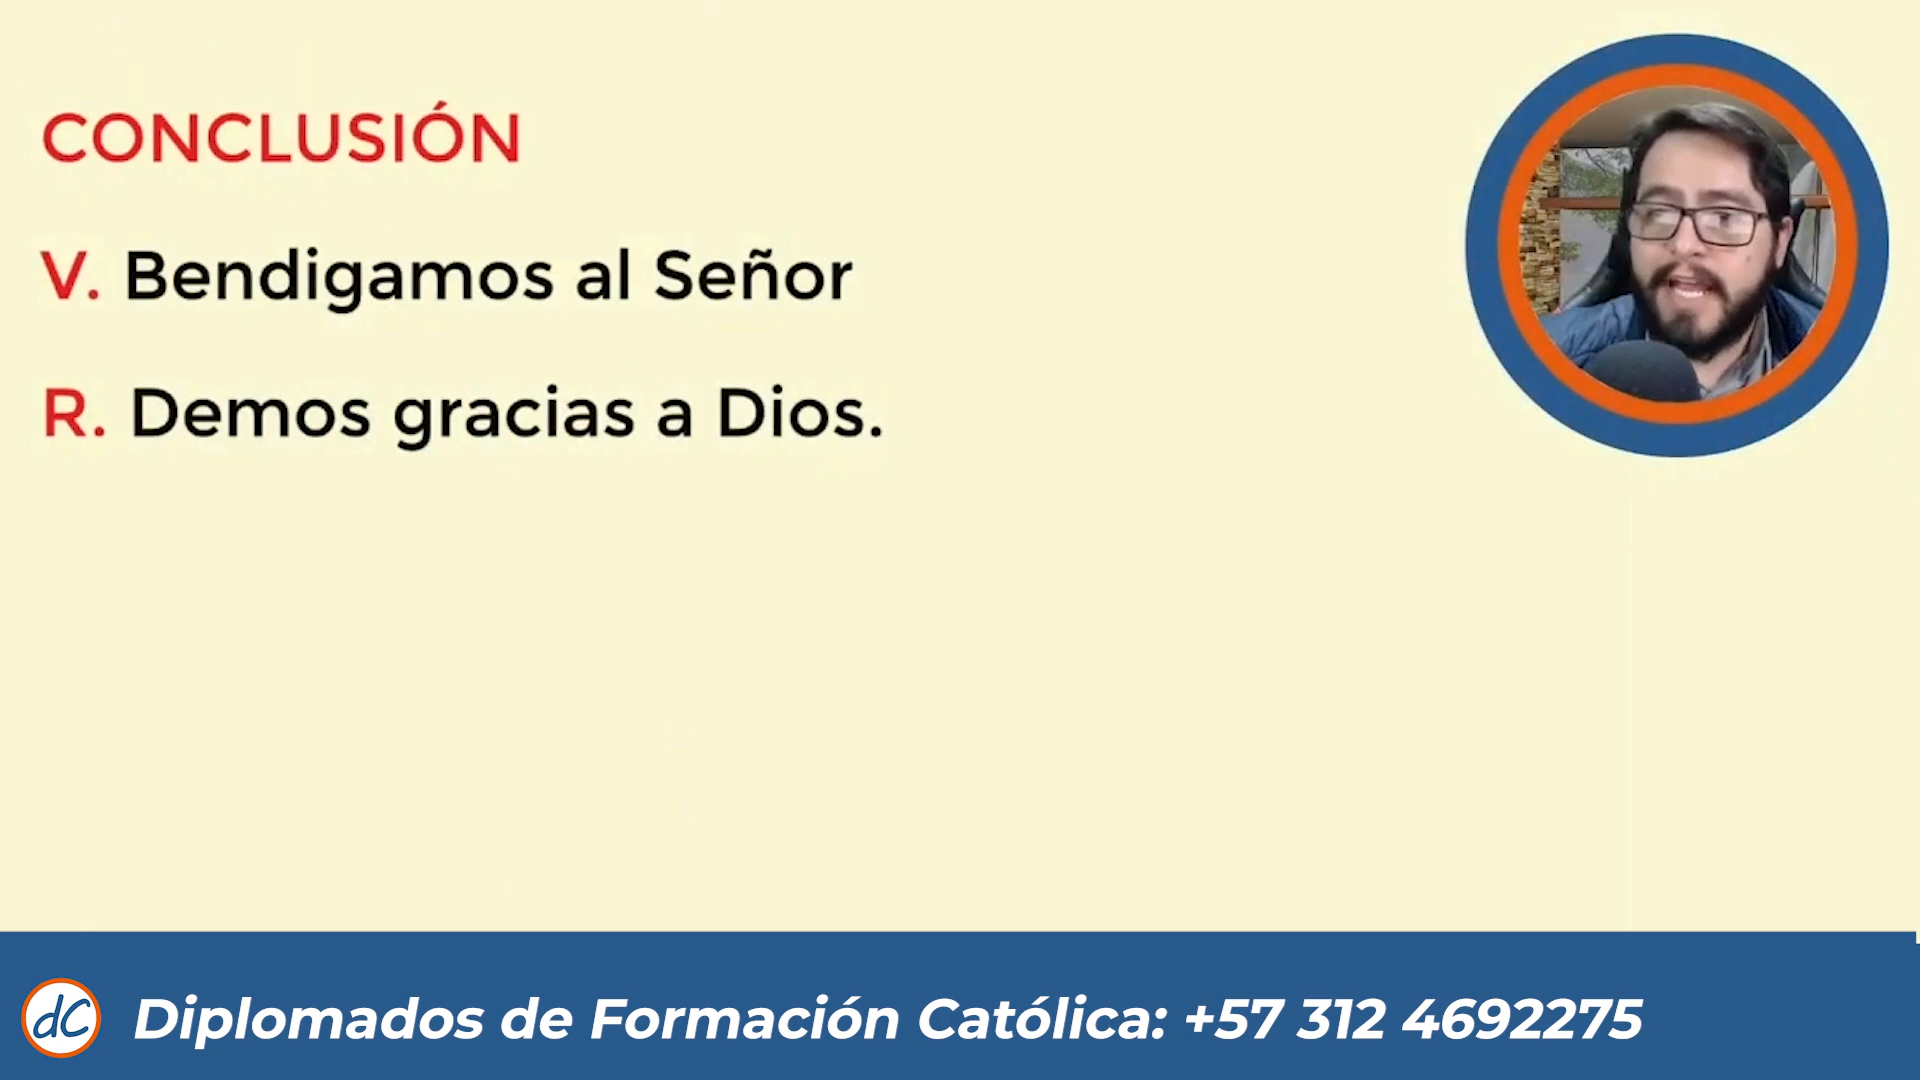 CONCLUSIÓN
V. Bendigamos al Señor
R. Demos gracias a Dios.
dC Diplomados de Formación Católica: +57 312 4692275